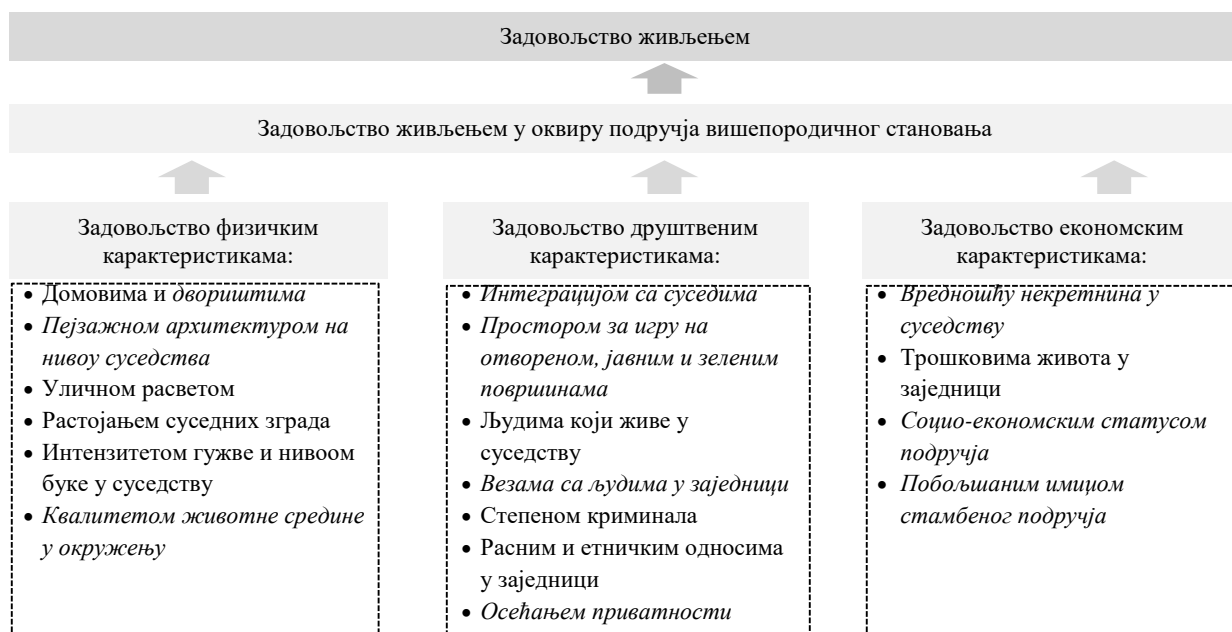 Задовољство живљењем
Задовољство живљењем у оквиру подручја вишепородичног становања
Задовољство физичким
карактеристикама:
• Домовима и двориштима
• Пејзажном архитектуром на
нивоу суседства
• Уличном расветом
• Растојањем суседних зграда
• Интензитетом гужве и нивоом
буке у суседству
• Квалитетом животне средине
у окружењу
Задовољство друштвеним
карактеристикама:
• Интеграцијом са суседима
• Простором за игру на
отвореном, јавним и зеленим
површинама
• Људима који живе у
суседству
• Везама са људима у заједници
• Степеном криминала
• Расним и етничким односима
у заједници
• Осећањем приватности
Задовољство економским
карактеристикама:
• Вредношћу некретнина у
суседству
• Трошковима живота у
заједници
• Социо-економским статусом
подручја
• Побољшаним имиџом
стамбеног подручја